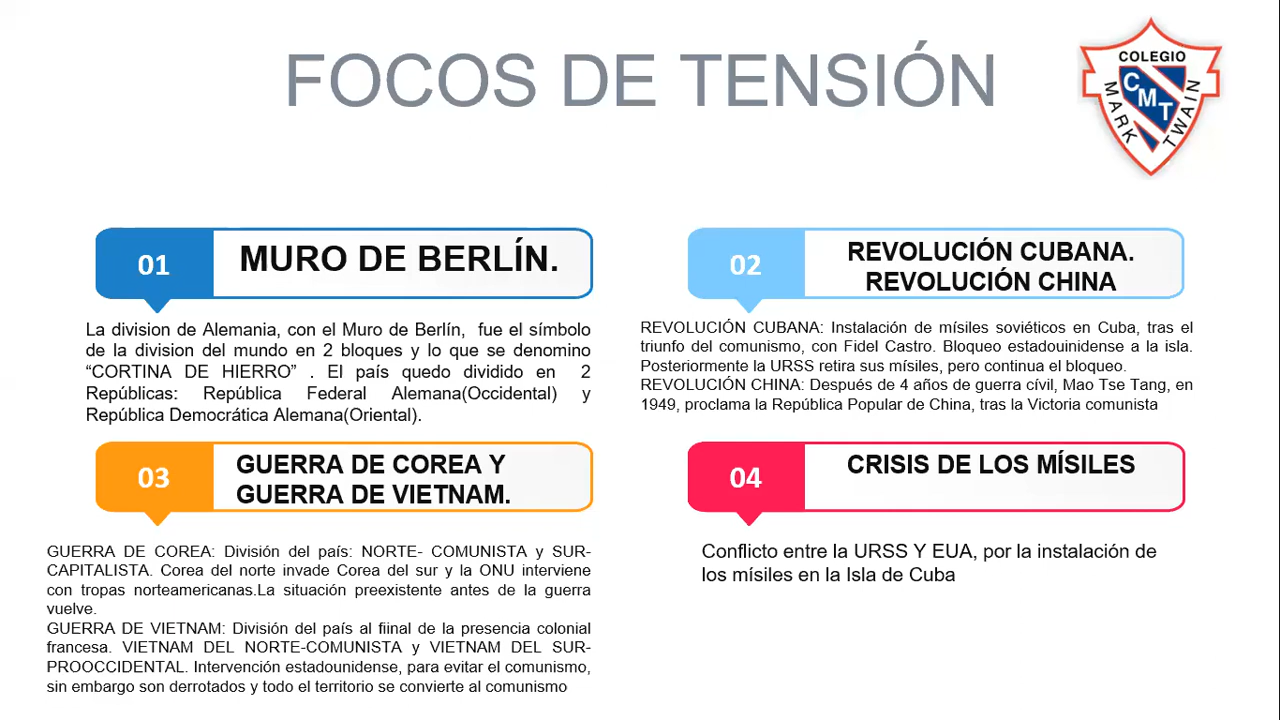 FOCOS DE TENSIÓN
COLEGIO
MARK
TWAIN
CMT
01
MURO DE BERLÍN.
La division de Alemania, con el Muro de Berlín, fue el símbolo
de la division del mundo en 2 bloques y lo que se denomino
“CORTINA DE HIERRO” . El país quedo dividido en 2
Repúblicas: República Federal Alemana(Occidental) y
República Democrática Alemana(Oriental).
02
REVOLUCIÓN CUBANA.
REVOLUCIÓN CHINA
REVOLUCIÓN CUBANA: Instalación de mísiles soviéticos en Cuba, tras el
triunfo del comunismo, con Fidel Castro. Bloqueo estadouinidense a la isla.
Posteriormente la URSS retira sus mísiles, pero continua el bloqueo.
REVOLUCIÓN CHINA: Después de 4 años de guerra cívil, Mao Tse Tang, en
1949, proclama la República Popular de China, tras la Victoria comunista
03
GUERRA DE COREA Y
GUERRA DE VIETNAM.
GUERRA DE COREA: División del país: NORTE- COMUNISTA y SUR-
CAPITALISTA. Corea del norte invade Corea del sur y la ONU interviene
con tropas norteamericanas.La situación preexistente antes de la guerra
vuelve.
GUERRA DE VIETNAM: División del país al fiinal de la presencia colonial
francesa. VIETNAM DEL NORTE-COMUNISTA y VIETNAM DEL SUR-
PROOCCIDENTAL. Intervención estadounidense, para evitar el comunismo,
sin embargo son derrotados y todo el territorio se convierte al comunismo
04
CRISIS DE LOS MÍSILES
Conflicto entre la URSS Y EUA, por la instalación de
los mísiles en la Isla de Cuba